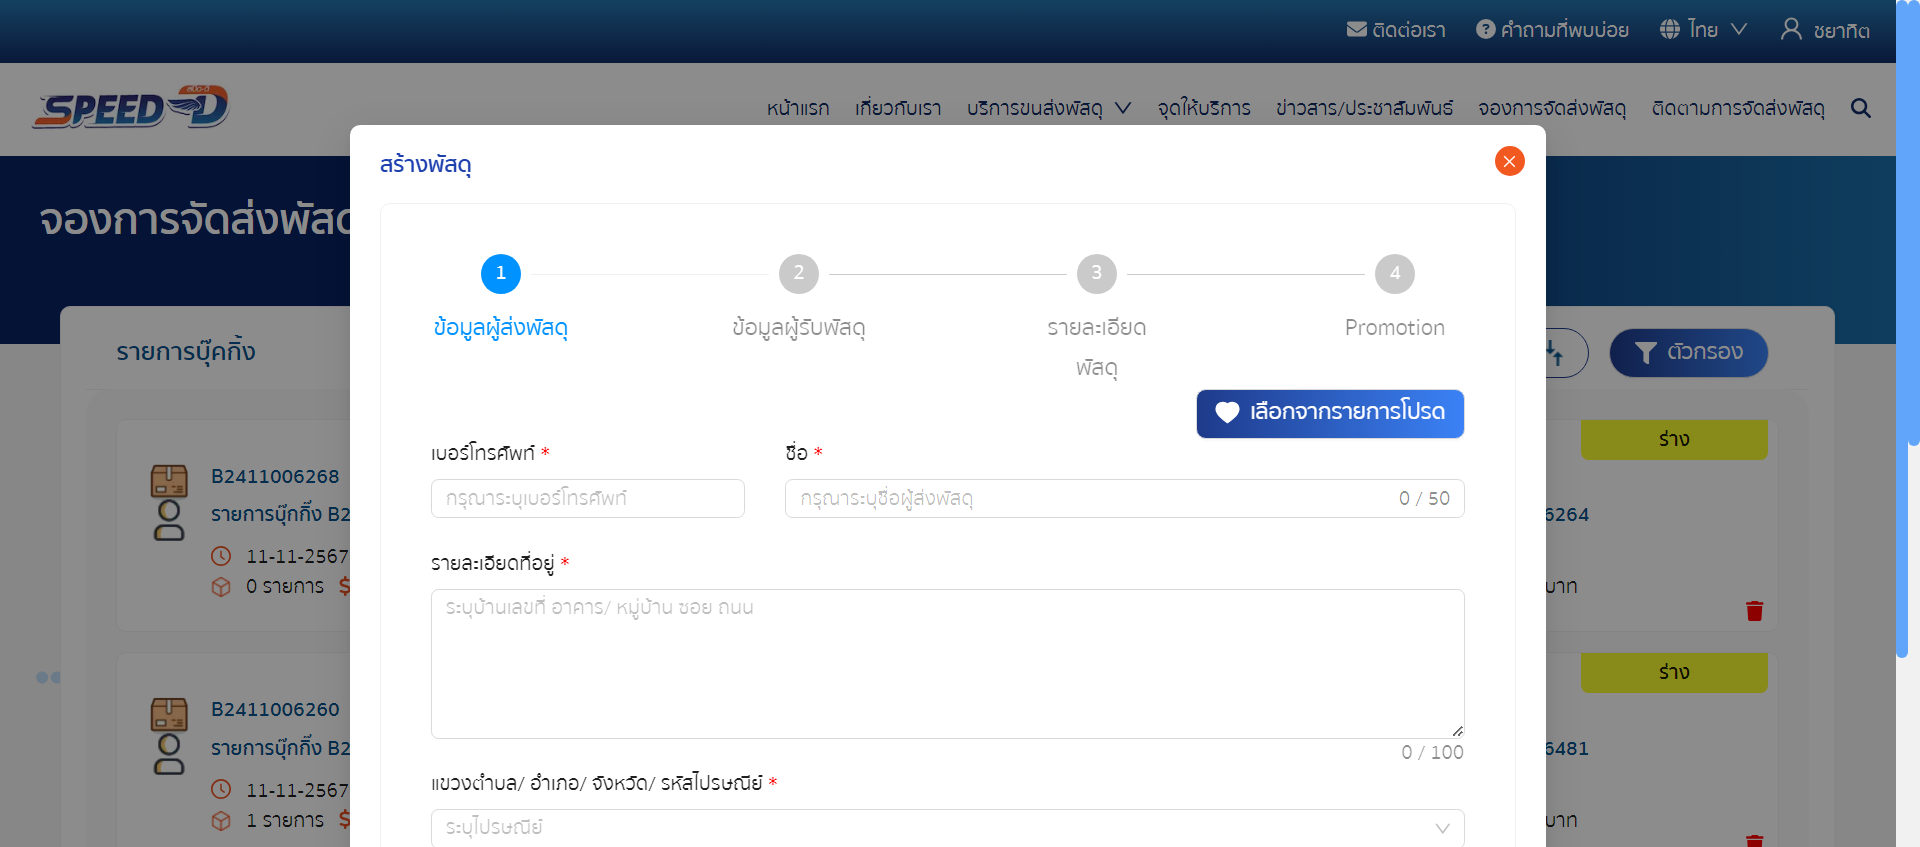 ติดต่อเรา
คำถามที่พบบ่อย
ไทย
ชยาทิต
สปีด-ดี
SPEED D
หน้าแรก
เกี่ยวกับเรา
บริการขนส่งพัสดุ
จุดให้บริการ
ข่าวสาร/ประชาสัมพันธ์
จองการจัดส่งพัสดุ
ติดตามการจัดส่งพัสดุ
สร้างพัสดุ
จองการจัดส่งพัสดุ
1
2
3
4
ข้อมูลผู้ส่งพัสดุ
ข้อมูลผู้รับพัสดุ
รายละเอียด
พัสดุ
Promotion
รายการบุ๊คกิ้ง
ตัวกรอง
เลือกจากรายการโปรด
ร่าง
เบอร์โทรศัพท์ *
ชื่อ *
กรุณาระบุเบอร์โทรศัพท์
กรุณาระบุชื่อผู้ส่งพัสดุ
0 / 50
B2411006268
รายการบุ๊กกิ้ง B2
6264
11-11-2567
0 รายการ $
บาท
รายละเอียดที่อยู่ *
ระบุบ้านเลขที่ อาคาร/ หมู่บ้าน ซอย ถนน
0 / 100
ร่าง
B2411006260
รายการบุ๊กกิ้ง B2
6481
11-11-2567
1 รายการ $
บาท
แขวงตำบล/ อำเภอ/ จังหวัด/ รหัสไปรษณีย์ *
ระบุไปรษณีย์